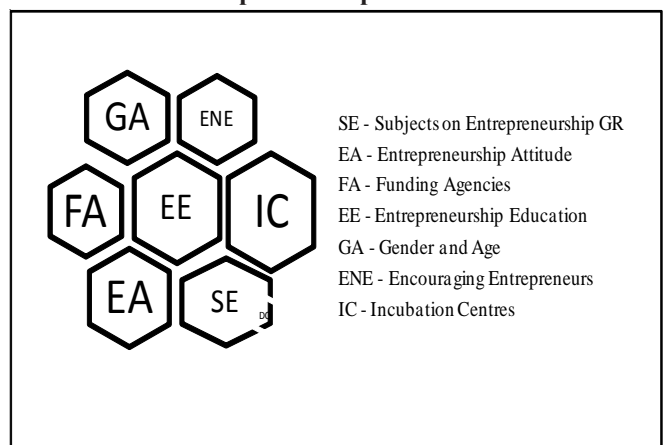 GA
ENE
FA
EE
IC
EA
SE
SE - Subjects on Entrepreneurship GR
EA - Entrepreneurship Attitude
FA - Funding Agencies
EE - Entrepreneurship Education
GA - Gender and Age
ENE - Encouraging Entrepreneurs
IC - Incubation Centres